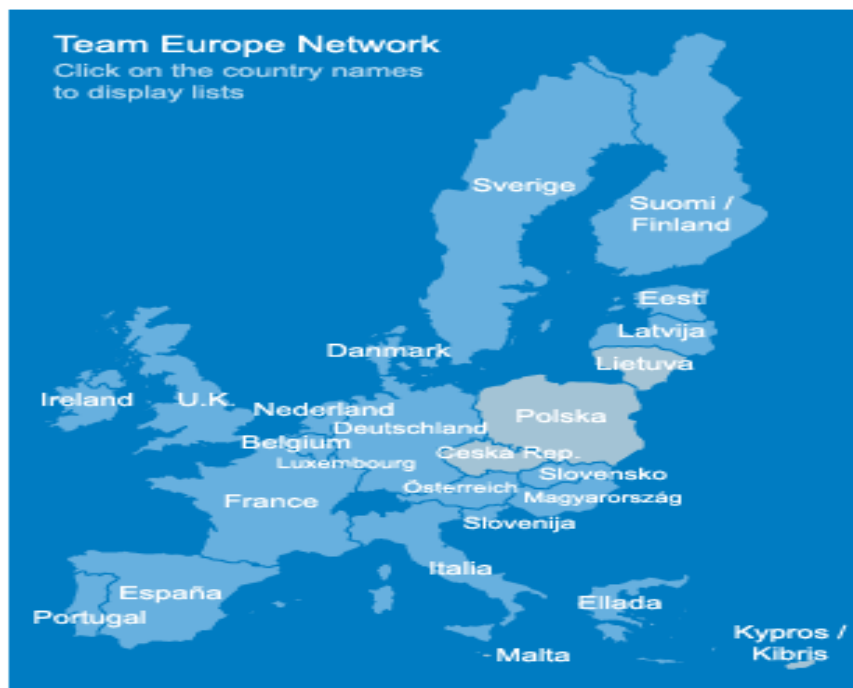 Team Europe Network
Click on the country names
to display lists
Sverige
Suomi /
Finland
Eesti
Latvija
Danmark
Lietuva
Ireland
U.K.
Nederland
Polska
Deutschland
Belgium
Ceska Rep.
Luxembourg
Slovensko
Österreich
Magyarország
France
Slovenija
Italia
España
Ellada
Portugal
Kypros /
Kibris
Malta